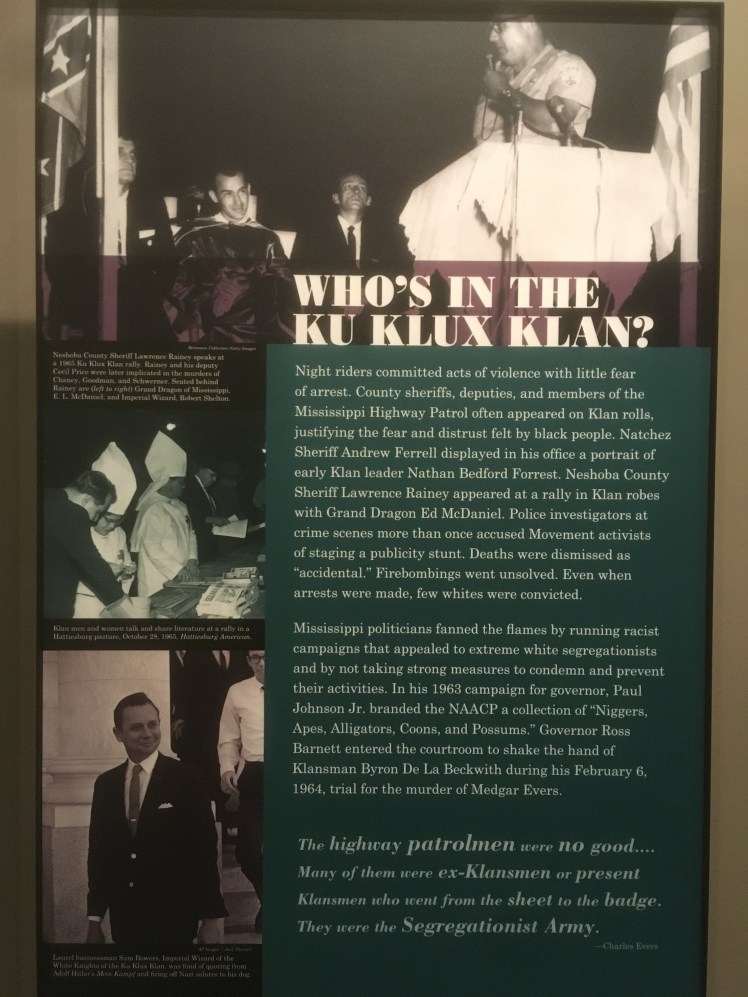 WHO'S IN THE
KU KLUX KLAN?
Bettmann Collection/Getty Images
Neshoba County Sheriff Lawrence Rainey speaks at
a 1965 Ku Klux Klan rally. Rainey and his deputy
Cecil Price were later implicated in the murders of
Chaney, Goodman, and Schwerner. Seated behind
Rainey are (left to right) Grand Dragon of Mississippi,
E. L. McDaniel; and Imperial Wizard, Robert Shelton.
Klan men and women talk and share literature at a rally in a
Hattiesburg pasture, October 29, 1965. Hattiesburg American.
AP Images / Jack Thornell
Laurel businessman Sam Bowers, Imperial Wizard of the
White Knights of the Ku Klux Klan, was fond of quoting from
Adolf Hitler's Mein Kampf and firing off Nazi salutes to his dog.
Night riders committed acts of violence with little fear
of arrest. County sheriffs, deputies, and members of the
Mississippi Highway Patrol often appeared on Klan rolls,
justifying the fear and distrust felt by black people. Natchez
Sheriff Andrew Ferrell displayed in his office a portrait of
early Klan leader Nathan Bedford Forrest. Neshoba County
Sheriff Lawrence Rainey appeared at a rally in Klan robes
with Grand Dragon Ed McDaniel. Police investigators at
crime scenes more than once accused Movement activists
of staging a publicity stunt. Deaths were dismissed as
“accidental.” Firebombings went unsolved. Even when
arrests were made, few whites were convicted.
Mississippi politicians fanned the flames by running racist
campaigns that appealed to extreme white segregationists
and by not taking strong measures to condemn and prevent
their activities. In his 1963 campaign for governor, Paul
Johnson Jr. branded the NAACP a collection of “Niggers,
Apes, Alligators, Coons, and Possums.” Governor Ross
Barnett entered the courtroom to shake the hand of
Klansman Byron De La Beckwith during his February 6,
1964, trial for the murder of Medgar Evers.
The highway patrolmen were no good....
Many of them were ex-Klansmen or present
Klansmen who went from the sheet to the badge.
They were the Segregationist Army.
—Charles Evers